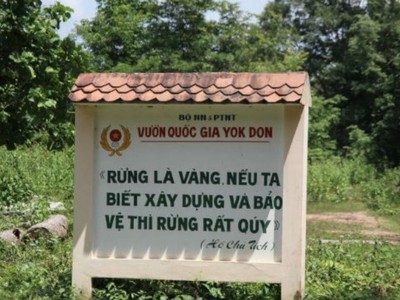 BỘ NN & PTNT
VƯỜN QUỐC GIA YOK DON
《RỪNG LÀ VÀNG. NẾU TA
BIẾT XÂY DỰNG VÀ BẢO
VỆ THÌ RỪNG RẤT QÚY》
(Hồ Chủ Tịch)